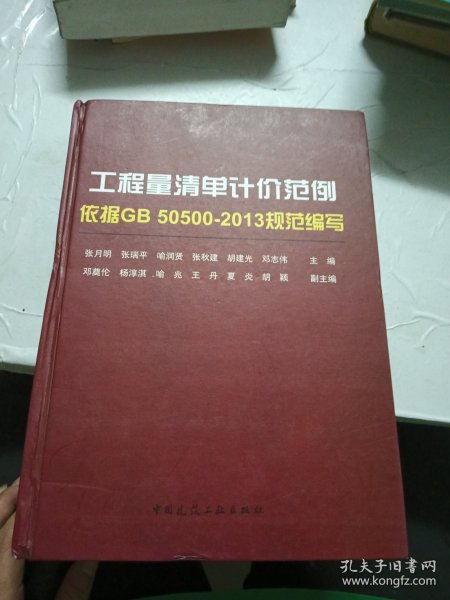 工程量清单计价范例
依据GB 50500-2013规范编写
张月明 张瑞平 喻润贤 张秋建 胡建光 邓志伟 主编
邓蕻伦 杨淳淇 喻兆 王丹 夏炎 胡颖 副主编
中国建筑工业出版社
孔夫子旧书网
www.kongfz.com